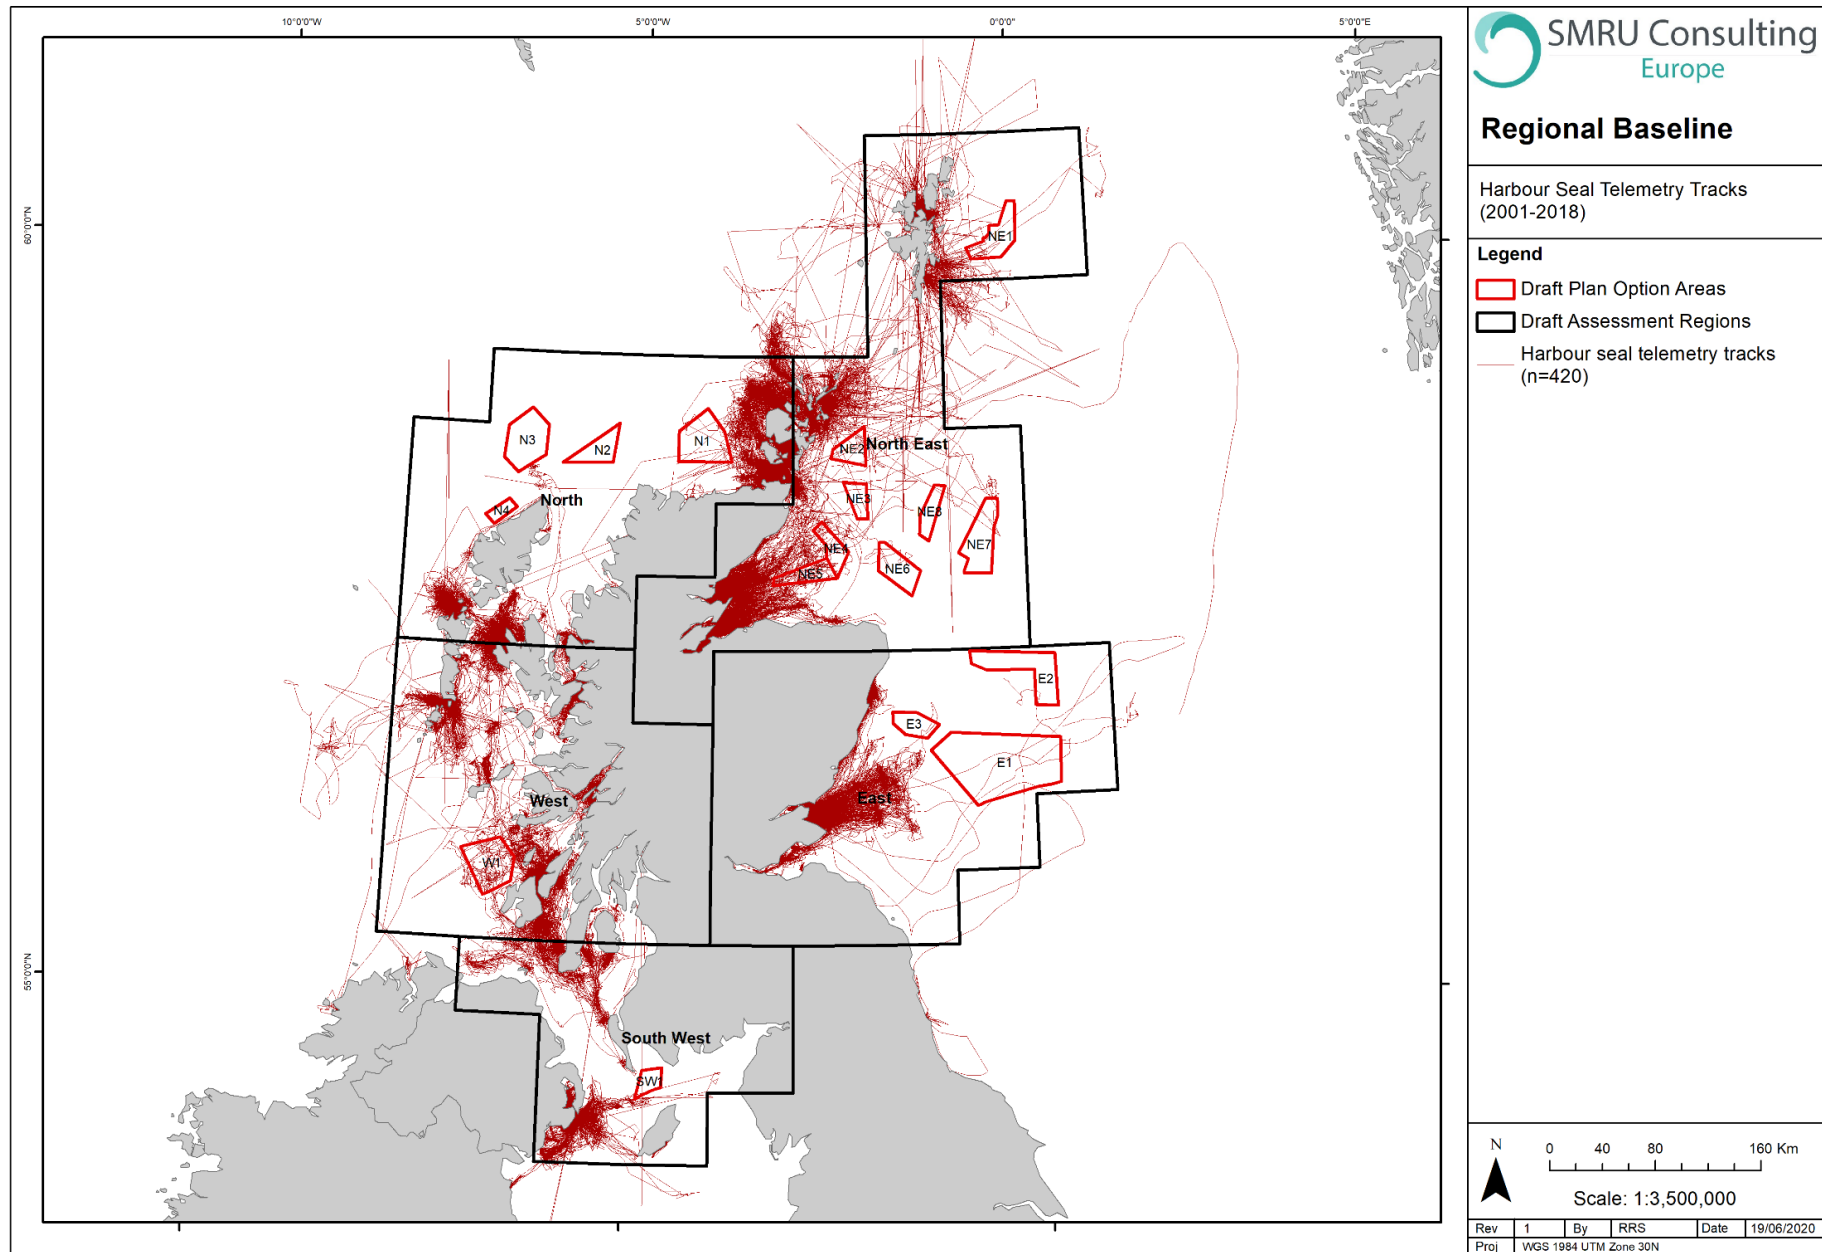 10°0'0"W
5°0'0"W
0°0'0"
5°0'0"E
60°0'0"N
55°0'0"N
NE1
N3
N2
N1
NE2
North East
N4
North
NE3
NE8
NE4
NE7
NE5
NE6
E2
E3
E1
West
East
W1
South West
SW1
SMRU Consulting
Europe
Regional Baseline
Harbour Seal Telemetry Tracks
(2001-2018)
Legend
Draft Plan Option Areas
Draft Assessment Regions
Harbour seal telemetry tracks
(n=420)
N
0 40 80 160 Km
Scale: 1:3,500,000
Rev 1 By RRS Date 19/06/2020
Proj WGS 1984 UTM Zone 30N